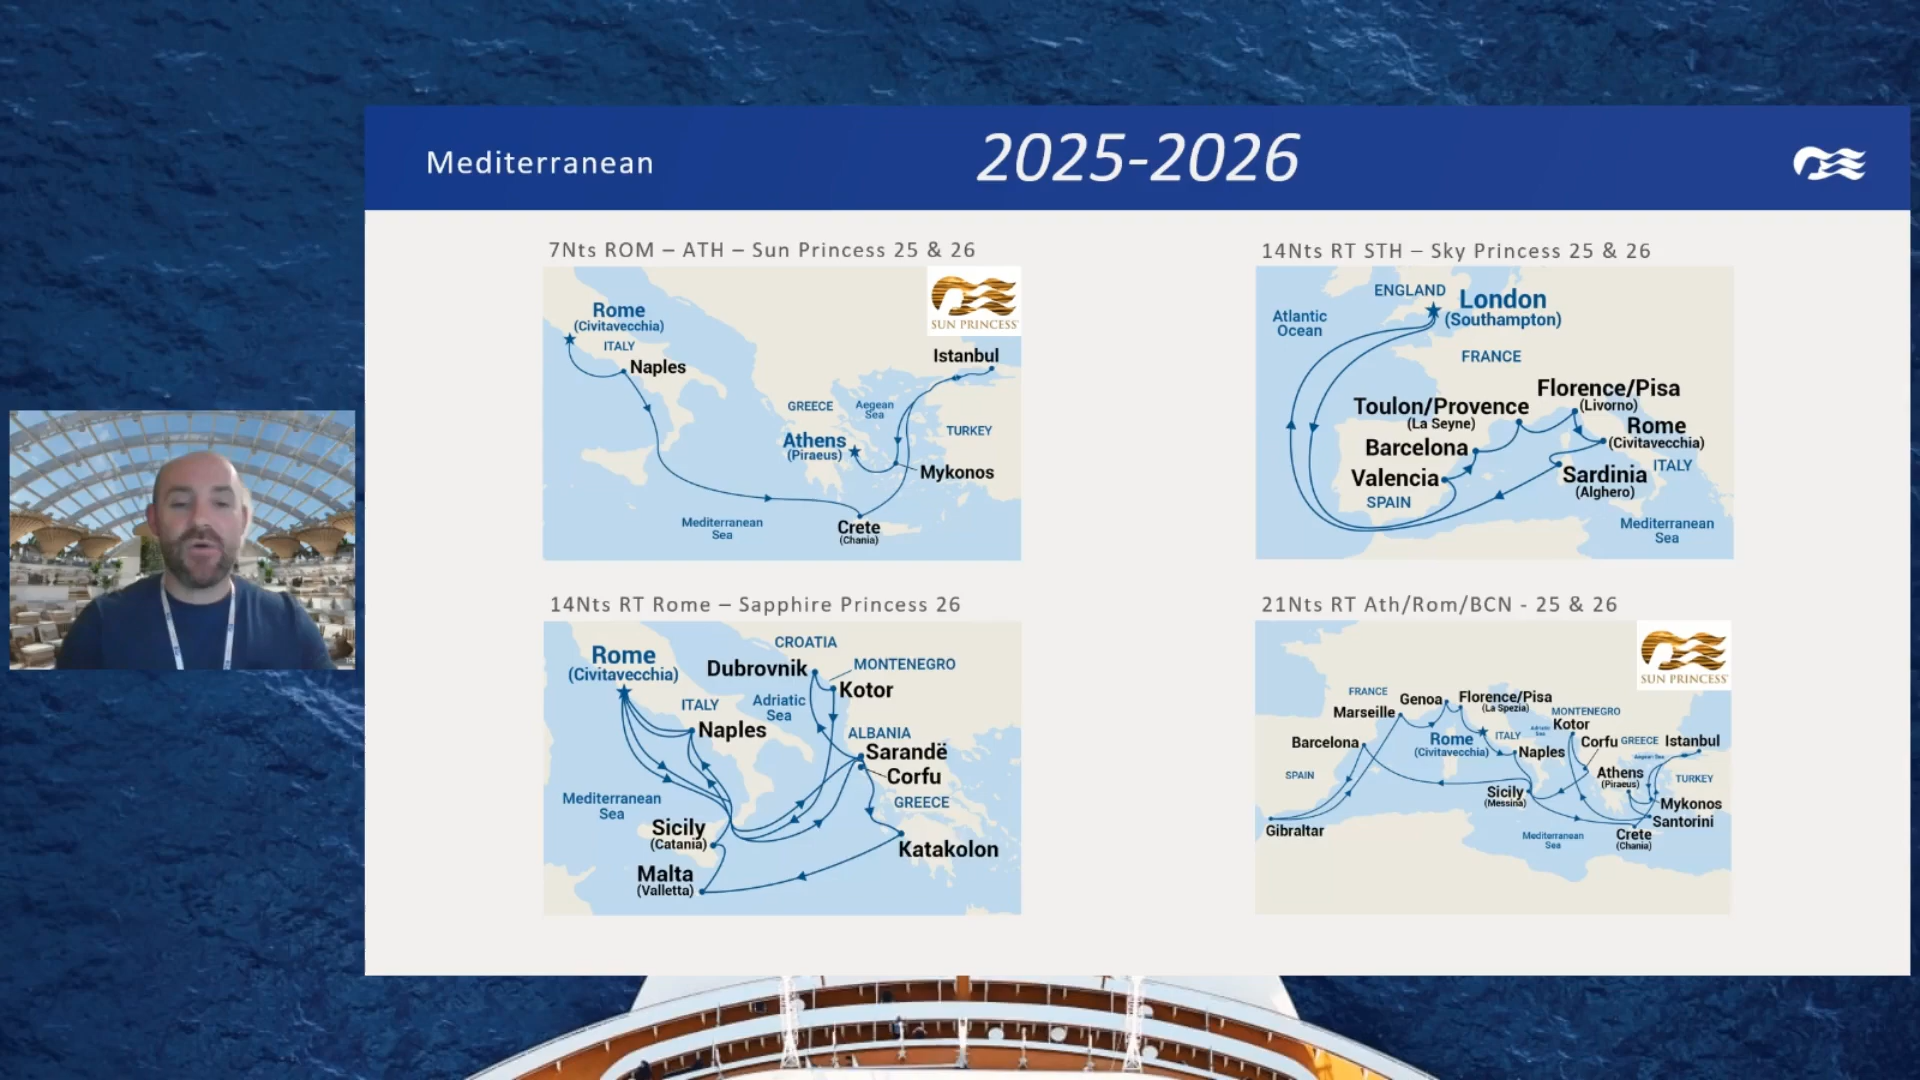 Mediterranean
2025-2026
7Nts ROM – ATH – Sun Princess 25 & 26
Rome
(Civitavecchia)
ITALY
Naples
SUN PRINCESS
Istanbul
GREECE
Aegean
Sea
TURKEY
Athens
(Piraeus)
Mykonos
Mediterranean
Sea
Crete
(Chania)
14Nts RT STH – Sky Princess 25 & 26
ENGLAND
London
(Southampton)
Atlantic
Ocean
FRANCE
Florence/Pisa
(Livorno)
Toulon/Provence
(La Seyne)
Rome
(Civitavecchia)
Barcelona
Valencia
Sardinia
(Alghero)
ITALY
SPAIN
Mediterranean
Sea
14Nts RT Rome – Sapphire Princess 26
CROATIA
Rome
(Civitavecchia)
Dubrovnik
MONTENEGRO
Kotor
ITALY
Adriatic
Sea
Naples
ALBANIA
Sarandë
Corfu
GREECE
Mediterranean
Sea
Sicily
(Catania)
Katakolon
Malta
(Valletta)
21Nts RT Ath/Rom/BCN - 25 & 26
SUN PRINCESS
FRANCE
Genoa
Florence/Pisa
(La Spezia)
Marseille
MONTENEGRO
Kotor
Barcelona
Rome
(Civitavecchia)
ITALY
Adriatic
Sea
Naples
Corfu
GREECE
Istanbul
Aegean Sea
SPAIN
Athens
(Piraeus)
TURKEY
Sicily
(Messina)
Mykonos
Santorini
Gibraltar
Mediterranean
Sea
Crete
(Chania)